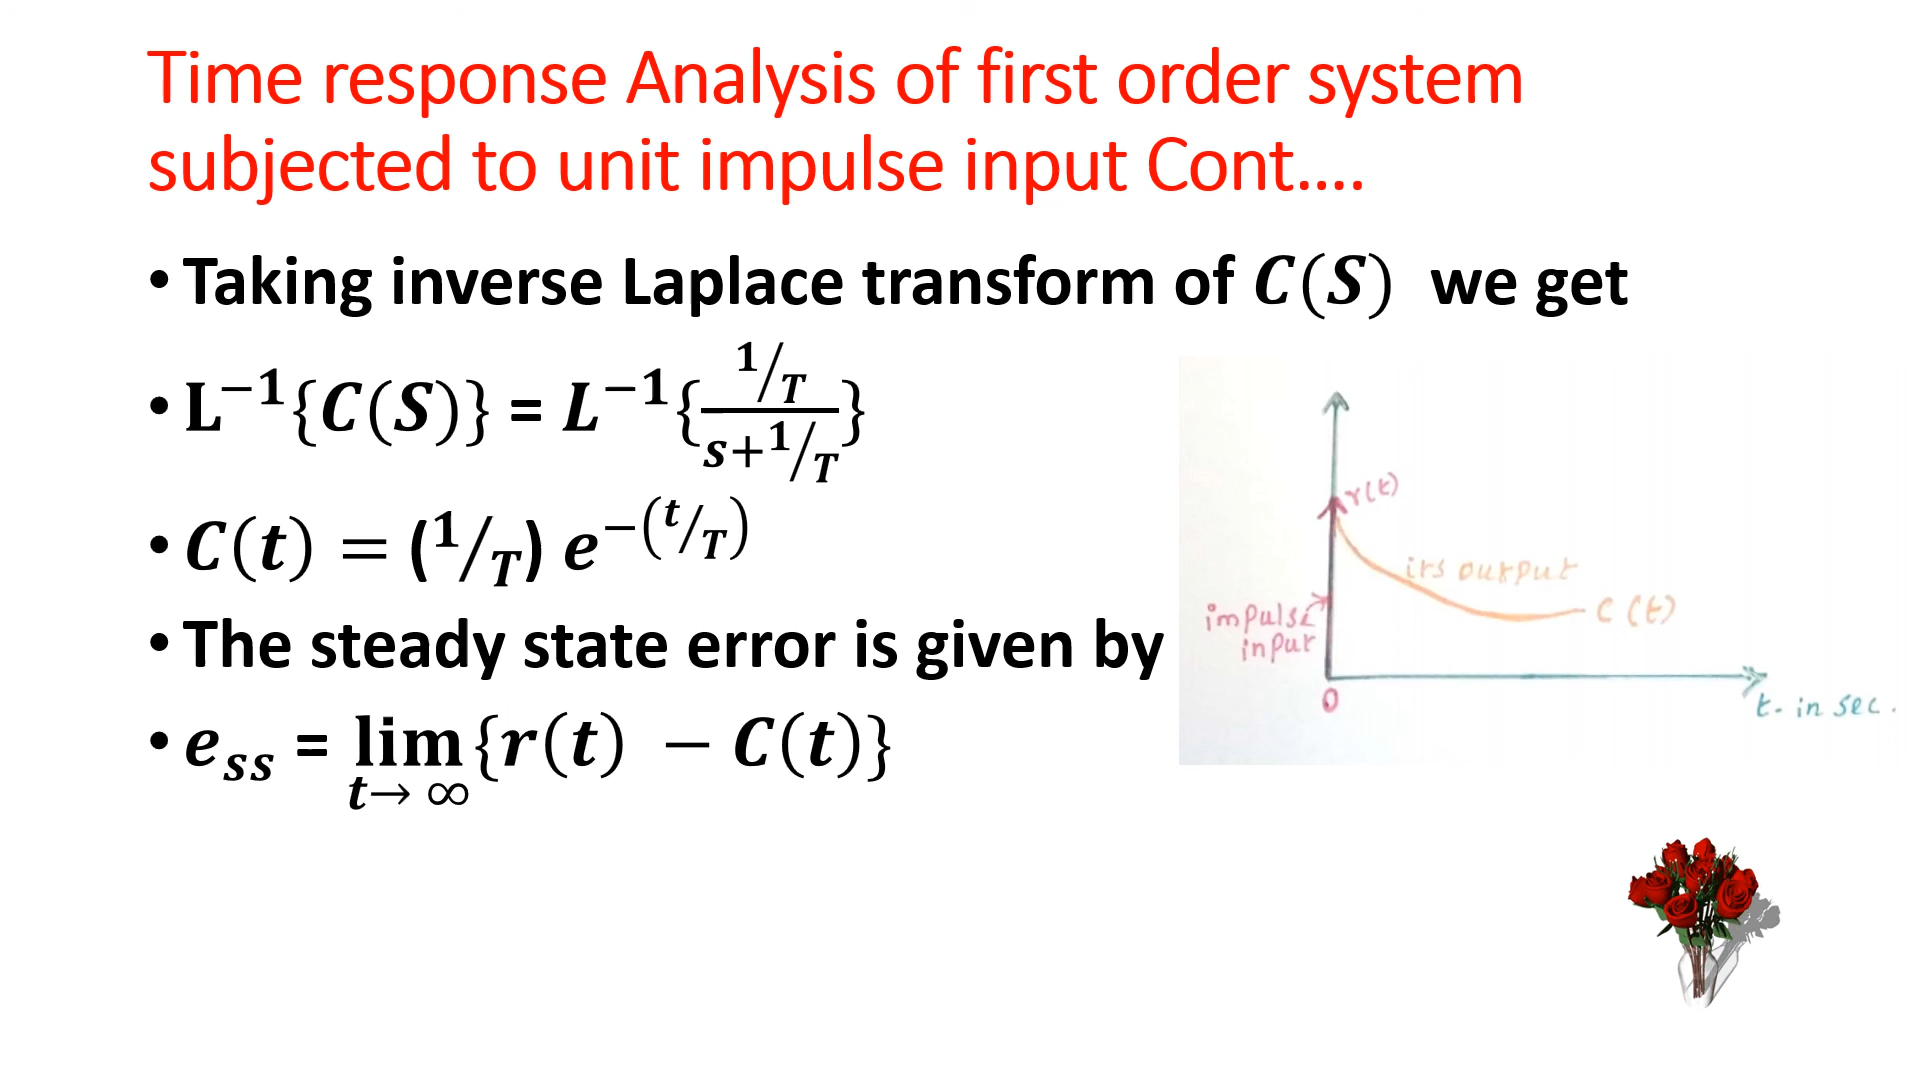 Time response Analysis of first order system
subjected to unit impulse input Cont....
• Taking inverse Laplace transform of C(S) we get
• L⁻¹{C(S)} = L⁻¹{(1/T)/(s+1/T)}
• C(t) = (1/T) e^−(t/T)
• The steady state error is given by
• e_ss = lim t→∞ {r(t) − C(t)}
r(t)
its output
C(t)
impulse
input
0
t. in sec.